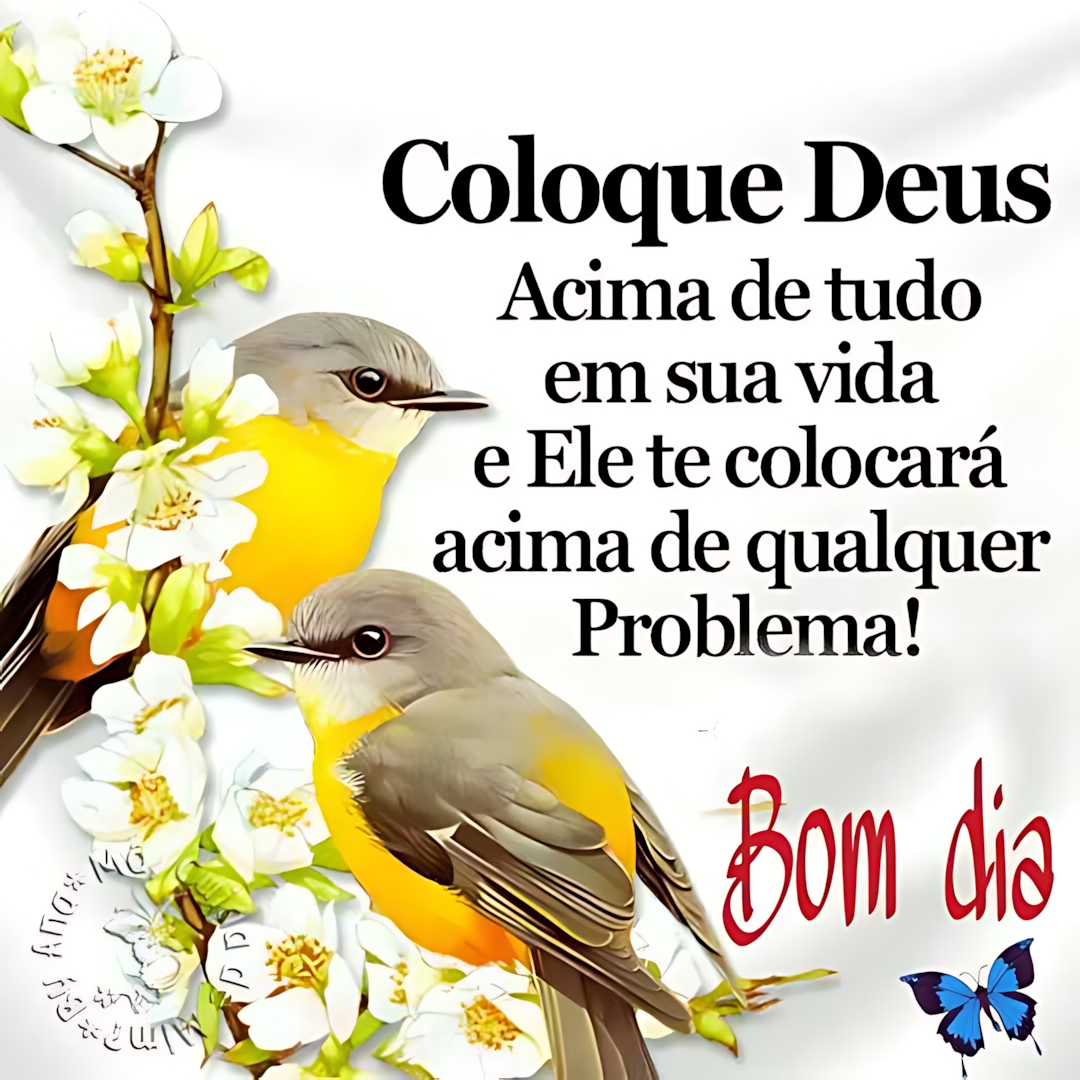 Coloque Deus
Acima de tudo
em sua vida
e Ele te colocará
acima de qualquer
Problema!
Bom dia